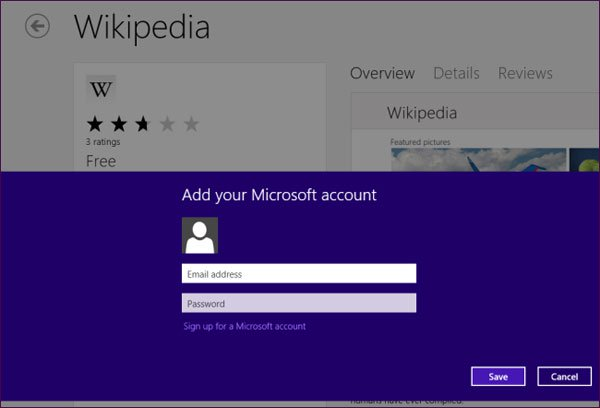 Wikipedia
Overview Details Reviews
W
Wikipedia
3 ratings
Featured pictures
Free
Add your Microsoft account
Email address
Password
Sign up for a Microsoft account
Save Cancel
humans have ever compiled.